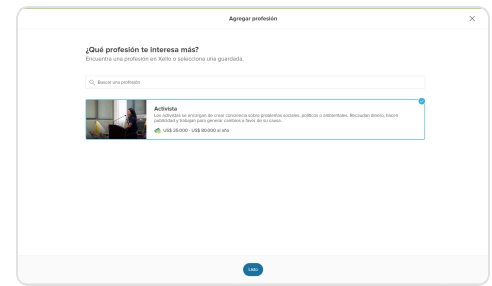 Agregar profesión
¿Qué profesión te interesa más?
Encuentra una profesión en Xello o selecciona una guardada.
Buscar una profesión
Activista
Los activistas se encargan de crear conciencia sobre problemas sociales, políticos o ambientales. Recaudan dinero, hacen
publicidad y trabajan para generar cambios a favor de su causa.
US$ 25.000 - US$ 80.000 al año
Listo